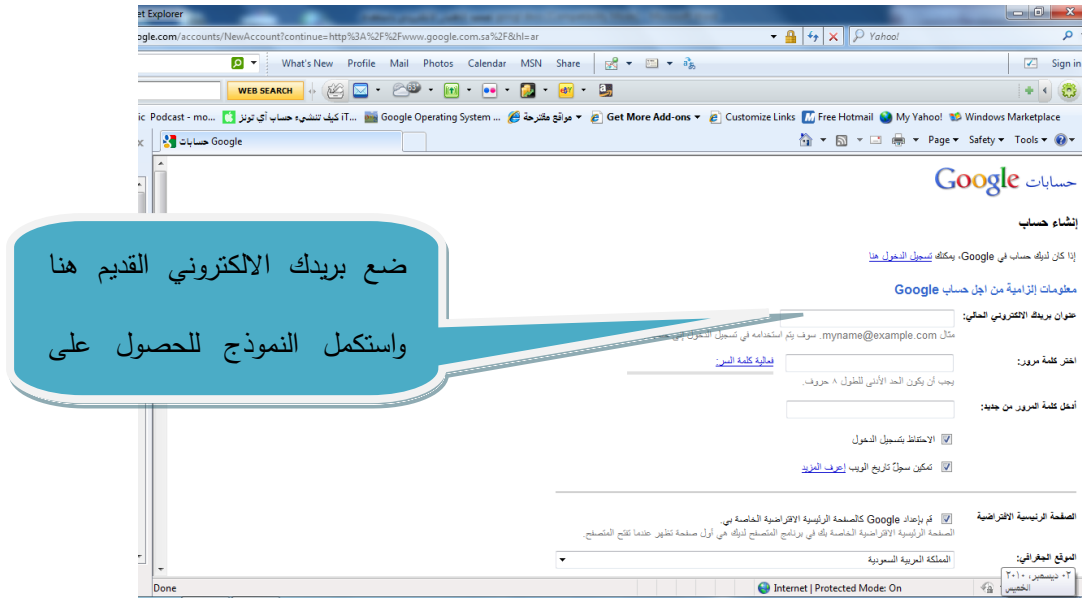 et Explorer
ogle.com/accounts/NewAccount?continue=http%3A%2F%2Fwww.google.com.sa%2F&hl=ar
Yahoo!
What's New Profile Mail Photos Calendar MSN Share
Sign in
WEB SEARCH
ic Podcast - mo... كيف تنشيء حساب آي تونز iT... Google Operating System ... مواقع مقترحة Get More Add-ons Customize Links Free Hotmail My Yahoo! Windows Marketplace
حسابات Google
Page Safety Tools
حسابات Google
إنشاء حساب
إذا كان لديك حساب في Google، يمكنك تسجيل الدخول هنا
معلومات إلزامية من اجل حساب Google
عنوان بريدك الالكتروني الحالي:
مثال myname@example.com. سوف يتم استخدامه في تسجيل الدخول إلى
اختر كلمة مرور:
فعالية كلمة السر:
يجب أن يكون الحد الأدنى للطول ٨ حروف.
أدخل كلمة المرور من جديد:
الاحتفاظ بتسجيل الدخول
تمكين سجلّ تاريخ الويب إعرف المزيد
الصفحة الرئيسية الافتراضية
قم بإعداد Google كالصفحة الرئيسية الافتراضية الخاصة بي.
الصفحة الرئيسية الافتراضية الخاصة بك في برنامج المتصفح لديك هي أول صفحة تظهر عندما تفتح المتصفح.
الموقع الجغرافي:
المملكة العربية السعودية
ضع بريدك الالكتروني القديم هنا
واستكمل النموذج للحصول على
Done
Internet | Protected Mode: On
٠٢ ديسمبر، ٢٠١٠
الخميس